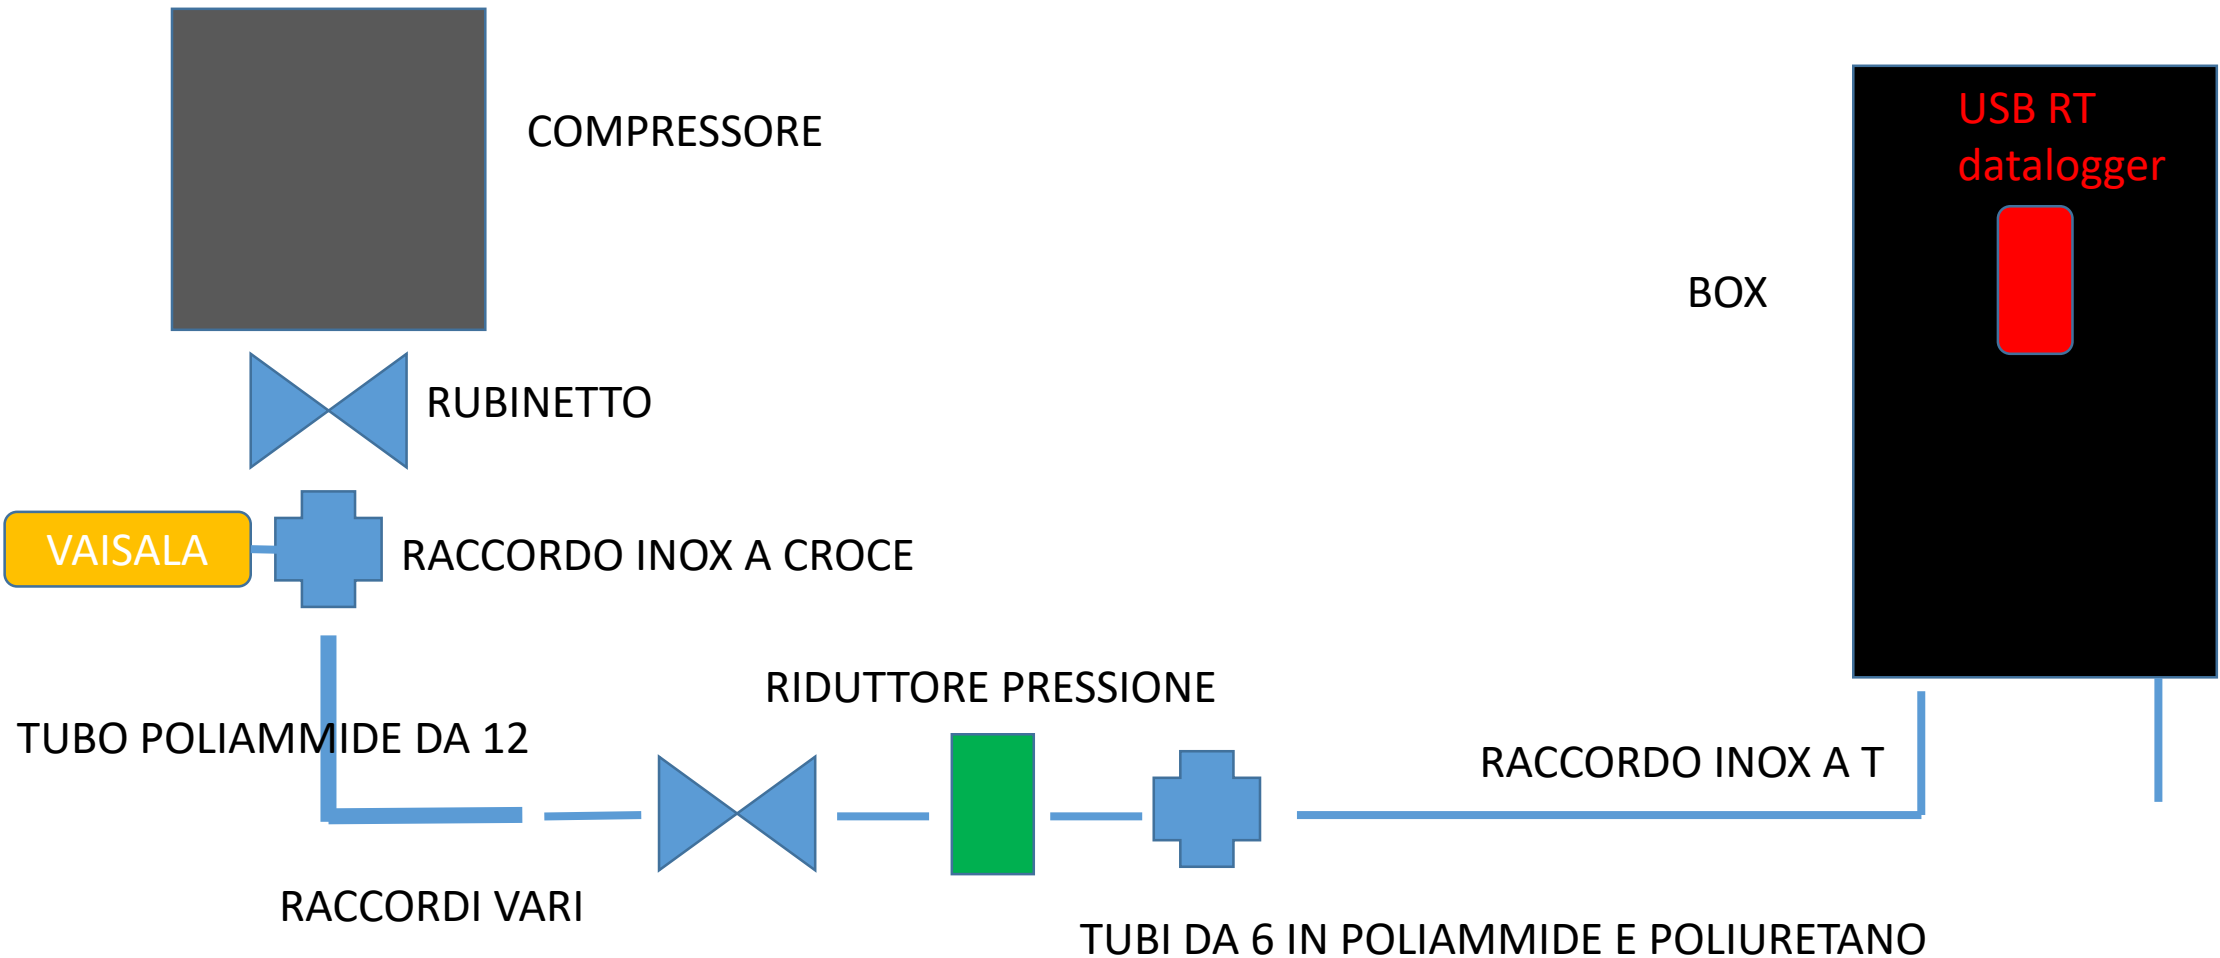 USB RT
datalogger
COMPRESSORE
BOX
RUBINETTO
VAISALA
RACCORDO INOX A CROCE
RIDUTTORE PRESSIONE
TUBO POLIAMMIDE DA 12
RACCORDO INOX A T
RACCORDI VARI
TUBI DA 6 IN POLIAMMIDE E POLIURETANO